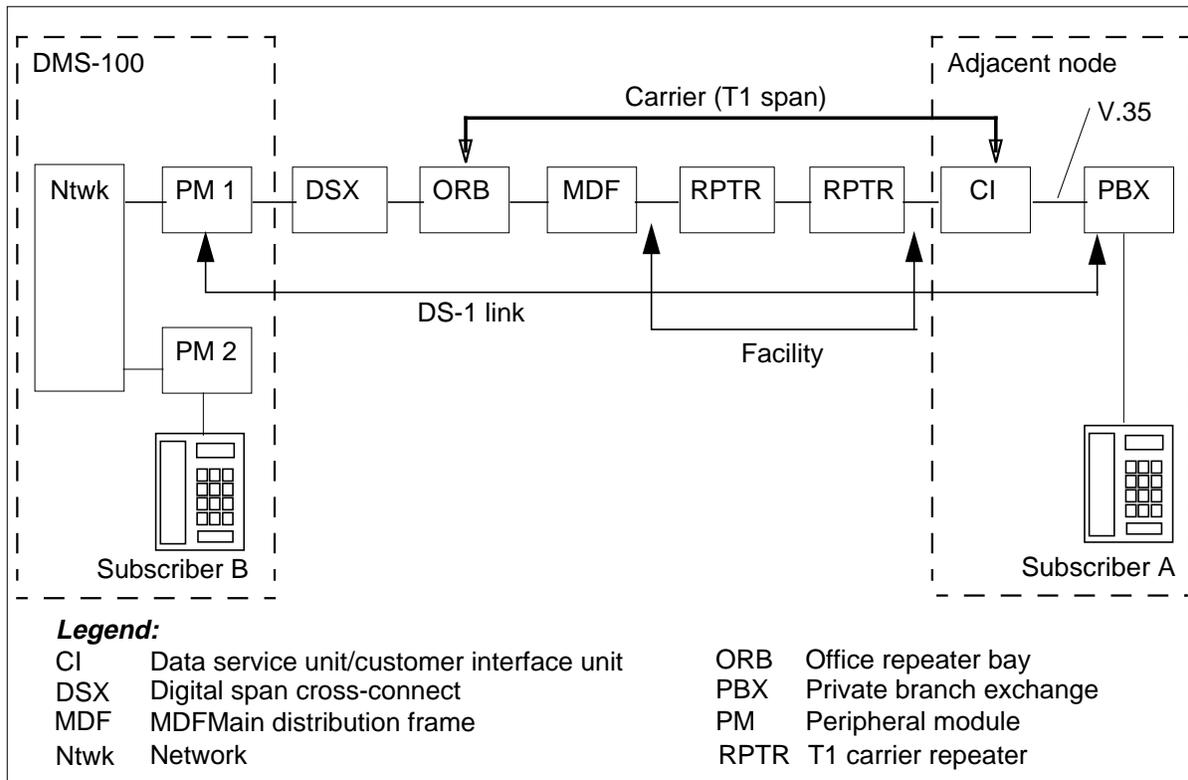 DMS-100
Adjacent node
Carrier (T1 span)
V.35
Ntwk
PM 1
DSX
ORB
MDF
RPTR
RPTR
CI
PBX
DS-1 link
PM 2
Facility
Subscriber B
Subscriber A
Legend:
CI Data service unit/customer interface unit
DSX Digital span cross-connect
MDF MDFMain distribution frame
Ntwk Network
ORB Office repeater bay
PBX Private branch exchange
PM Peripheral module
RPTR T1 carrier repeater